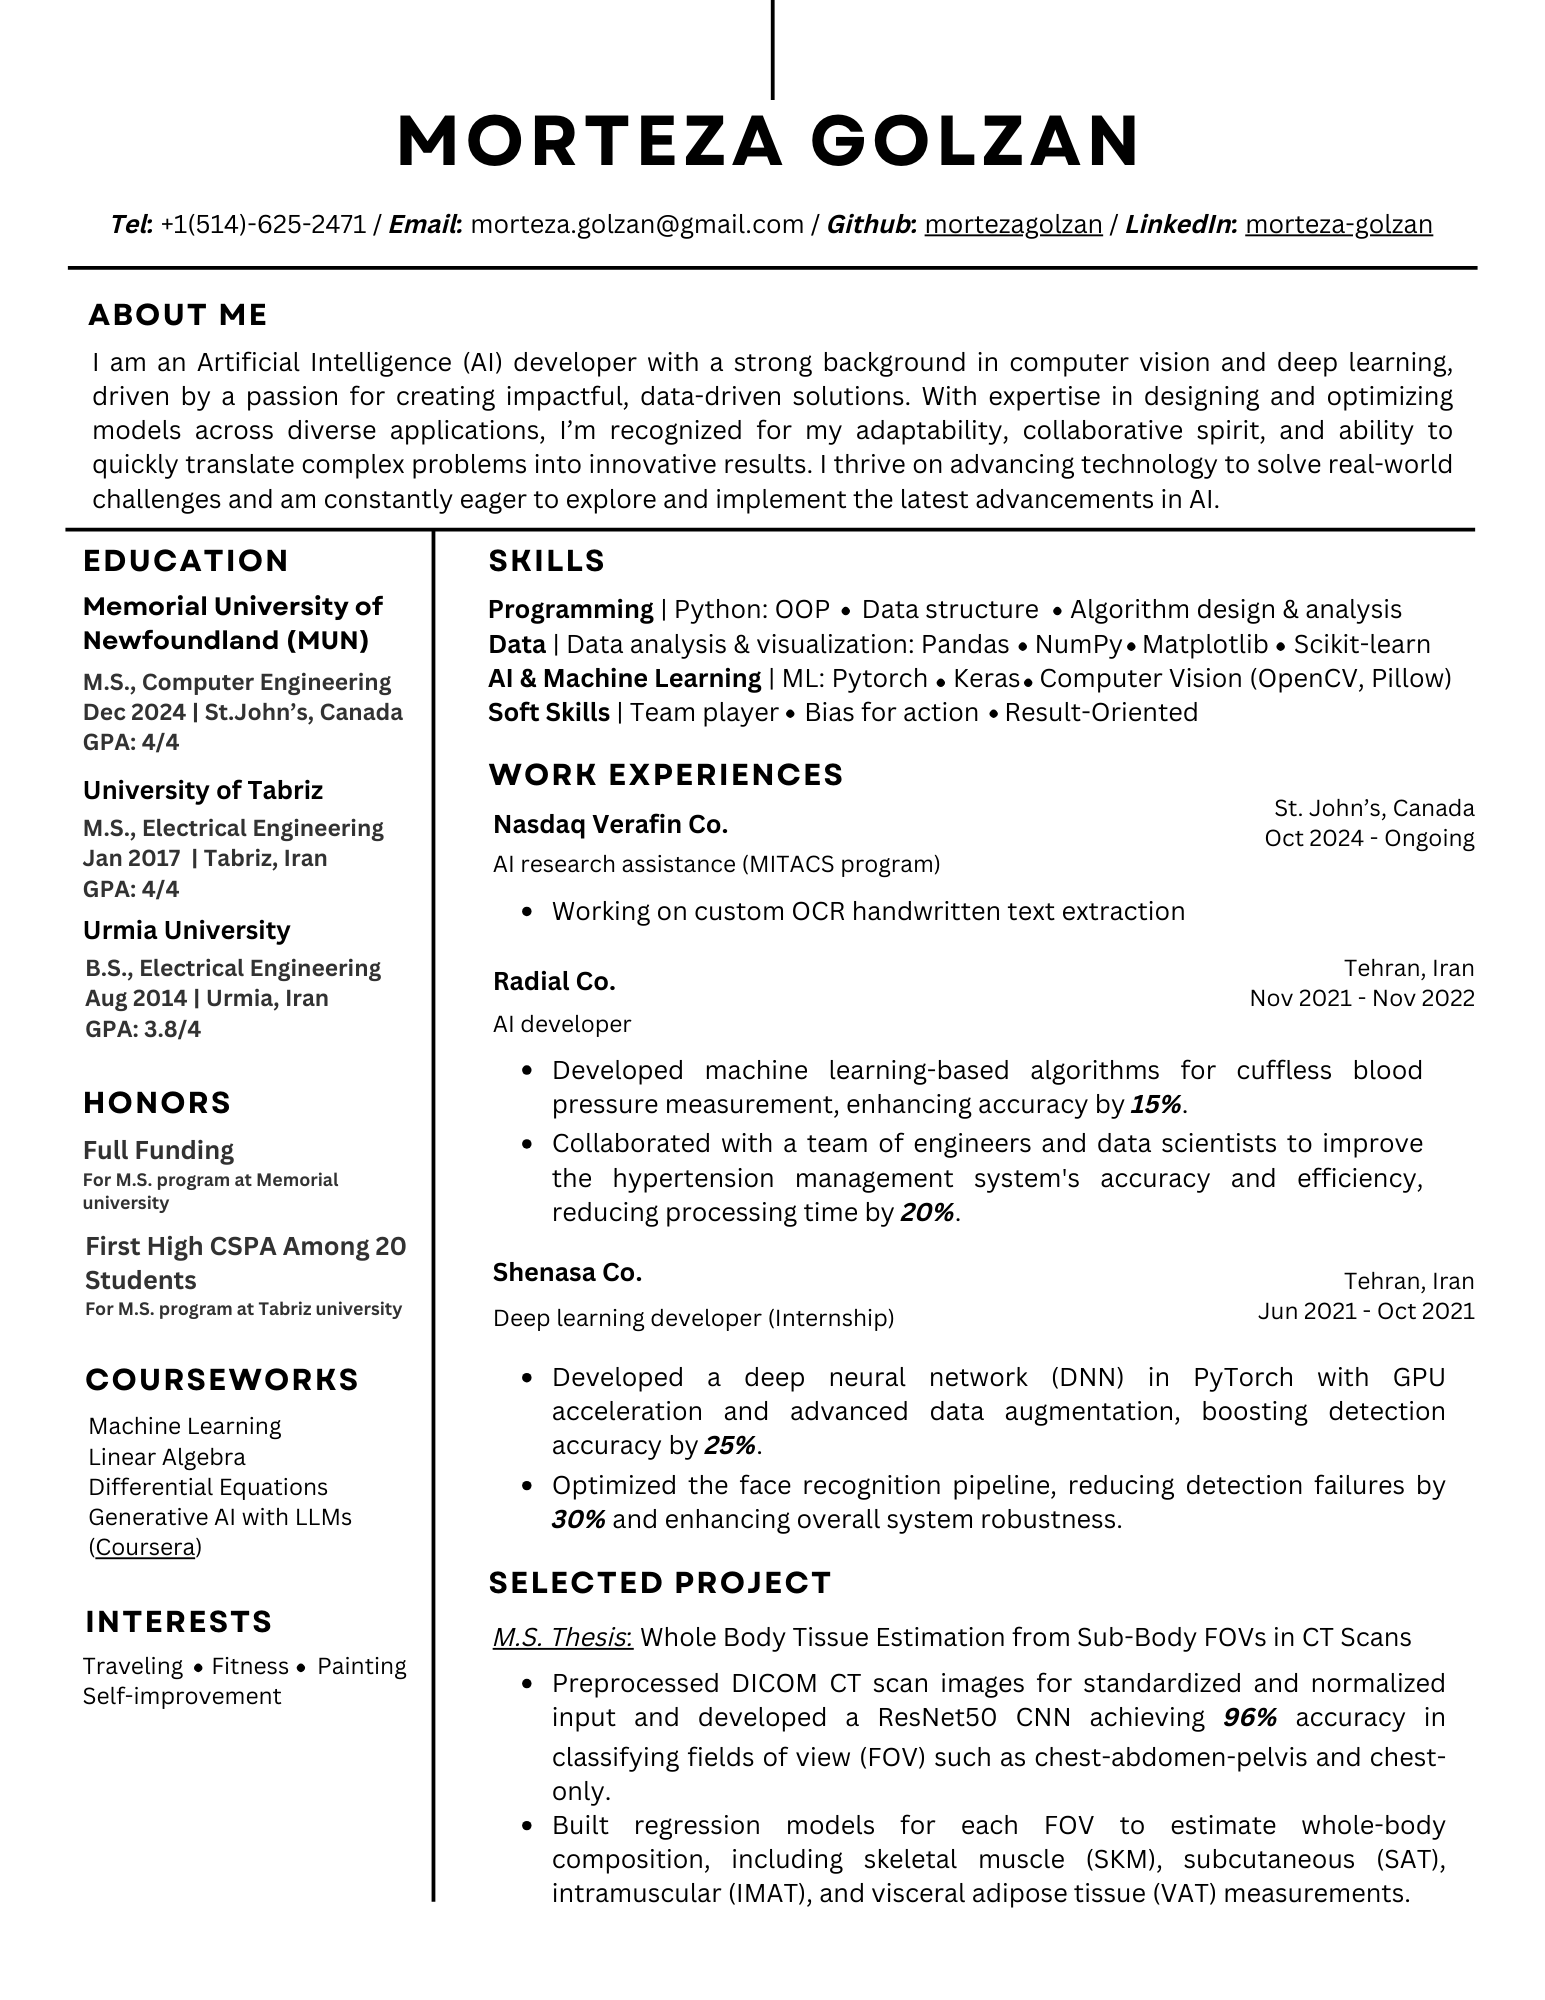 MORTEZA GOLZAN
Tel: +1(514)-625-2471 / Email: morteza.golzan@gmail.com / Github: mortezagolzan / LinkedIn: morteza-golzan
ABOUT ME
I am an Artificial Intelligence (AI) developer with a strong background in computer vision and deep learning,
driven by a passion for creating impactful, data-driven solutions. With expertise in designing and optimizing
models across diverse applications, I’m recognized for my adaptability, collaborative spirit, and ability to
quickly translate complex problems into innovative results. I thrive on advancing technology to solve real-world
challenges and am constantly eager to explore and implement the latest advancements in AI.
EDUCATION
Memorial University of
Newfoundland (MUN)
M.S., Computer Engineering
Dec 2024 | St.John’s, Canada
GPA: 4/4
University of Tabriz
M.S., Electrical Engineering
Jan 2017 | Tabriz, Iran
GPA: 4/4
Urmia University
B.S., Electrical Engineering
Aug 2014 | Urmia, Iran
GPA: 3.8/4
HONORS
Full Funding
For M.S. program at Memorial
university
First High CSPA Among 20
Students
For M.S. program at Tabriz university
COURSEWORKS
Machine Learning
Linear Algebra
Differential Equations
Generative AI with LLMs
(Coursera)
INTERESTS
Traveling • Fitness • Painting
Self-improvement
SKILLS
Programming | Python: OOP • Data structure • Algorithm design & analysis
Data | Data analysis & visualization: Pandas • NumPy • Matplotlib • Scikit-learn
AI & Machine Learning | ML: Pytorch • Keras • Computer Vision (OpenCV, Pillow)
Soft Skills | Team player • Bias for action • Result-Oriented
WORK EXPERIENCES
Nasdaq Verafin Co.
St. John’s, Canada
Oct 2024 - Ongoing
AI research assistance (MITACS program)
• Working on custom OCR handwritten text extraction
Radial Co.
Tehran, Iran
Nov 2021 - Nov 2022
AI developer
• Developed machine learning-based algorithms for cuffless blood
pressure measurement, enhancing accuracy by 15%.
• Collaborated with a team of engineers and data scientists to improve
the hypertension management system's accuracy and efficiency,
reducing processing time by 20%.
Shenasa Co.
Tehran, Iran
Jun 2021 - Oct 2021
Deep learning developer (Internship)
• Developed a deep neural network (DNN) in PyTorch with GPU
acceleration and advanced data augmentation, boosting detection
accuracy by 25%.
• Optimized the face recognition pipeline, reducing detection failures by
30% and enhancing overall system robustness.
SELECTED PROJECT
M.S. Thesis: Whole Body Tissue Estimation from Sub-Body FOVs in CT Scans
• Preprocessed DICOM CT scan images for standardized and normalized
input and developed a ResNet50 CNN achieving 96% accuracy in
classifying fields of view (FOV) such as chest-abdomen-pelvis and chest-
only.
• Built regression models for each FOV to estimate whole-body
composition, including skeletal muscle (SKM), subcutaneous (SAT),
intramuscular (IMAT), and visceral adipose tissue (VAT) measurements.